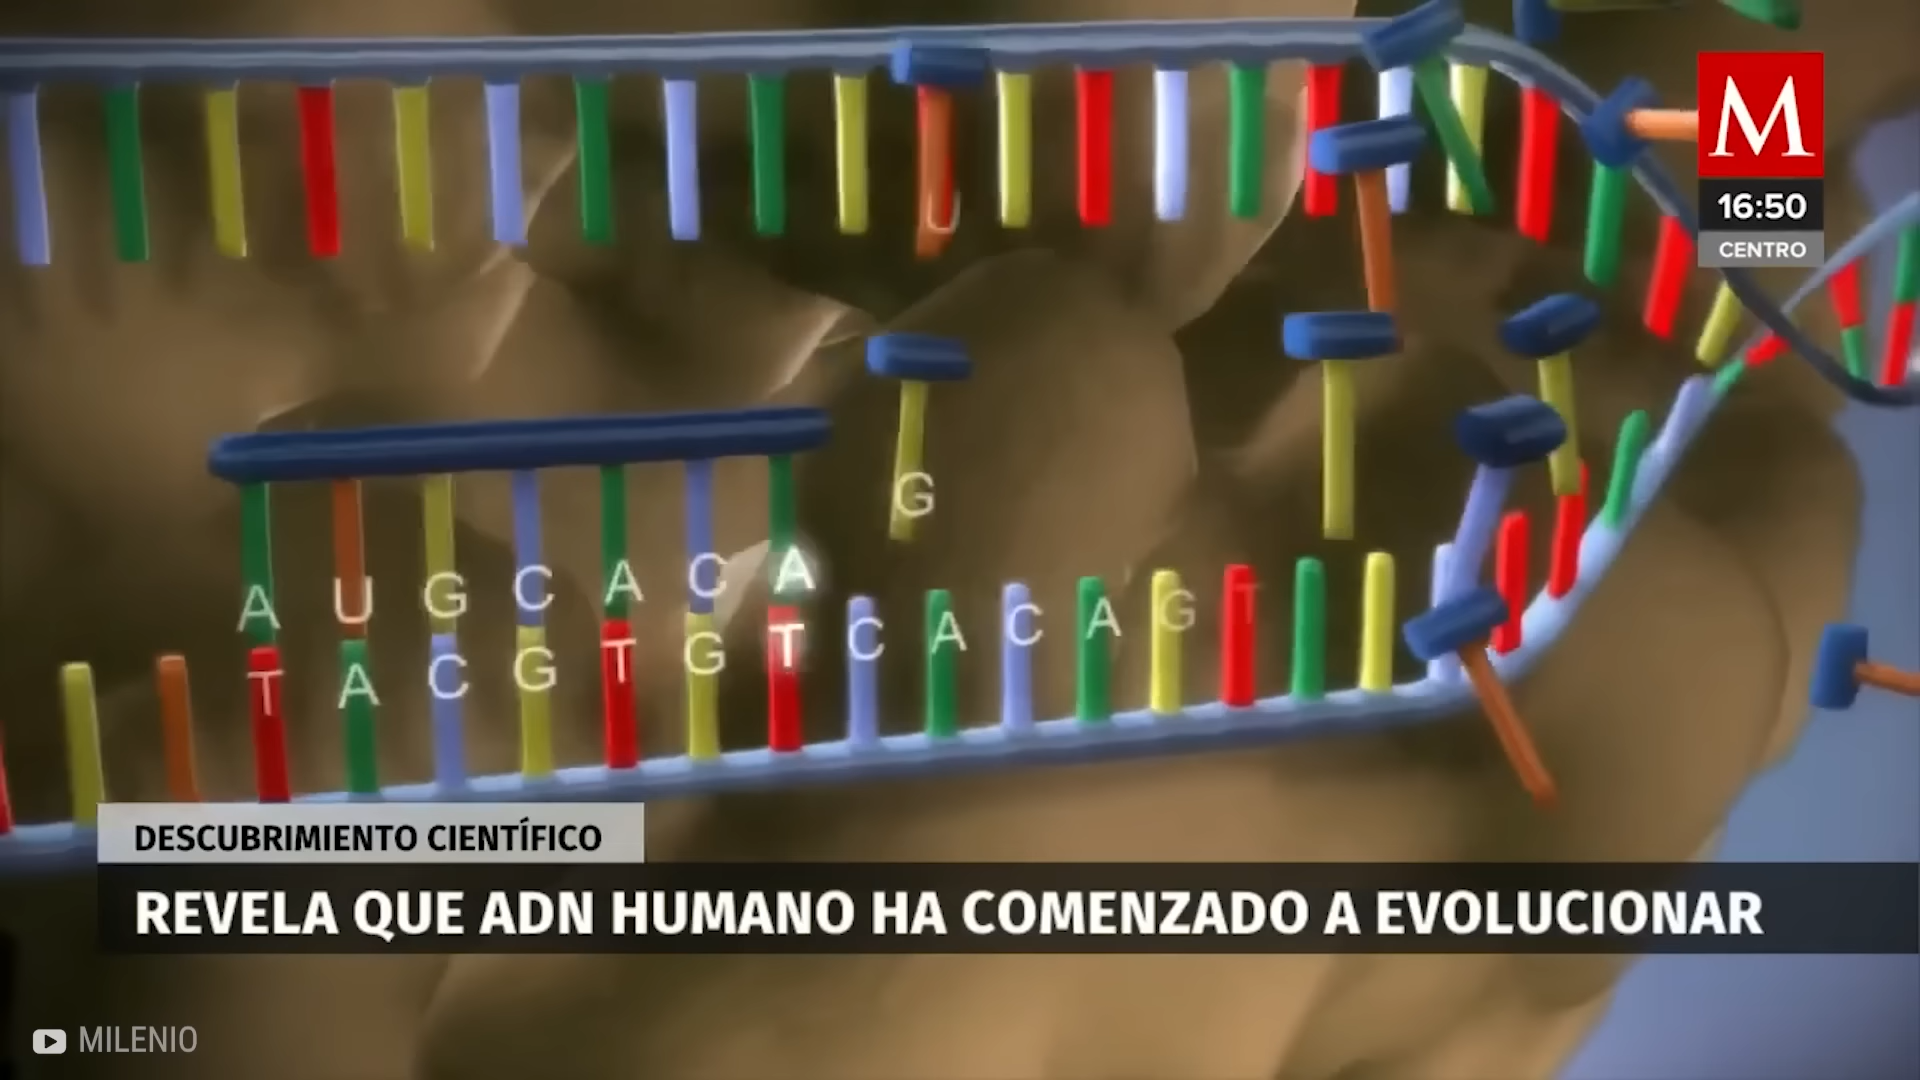 M
16:50
CENTRO
U
G
A U G C A C A
T A C G T G T C A C A G T
DESCUBRIMIENTO CIENTÍFICO
REVELA QUE ADN HUMANO HA COMENZADO A EVOLUCIONAR
MILENIO